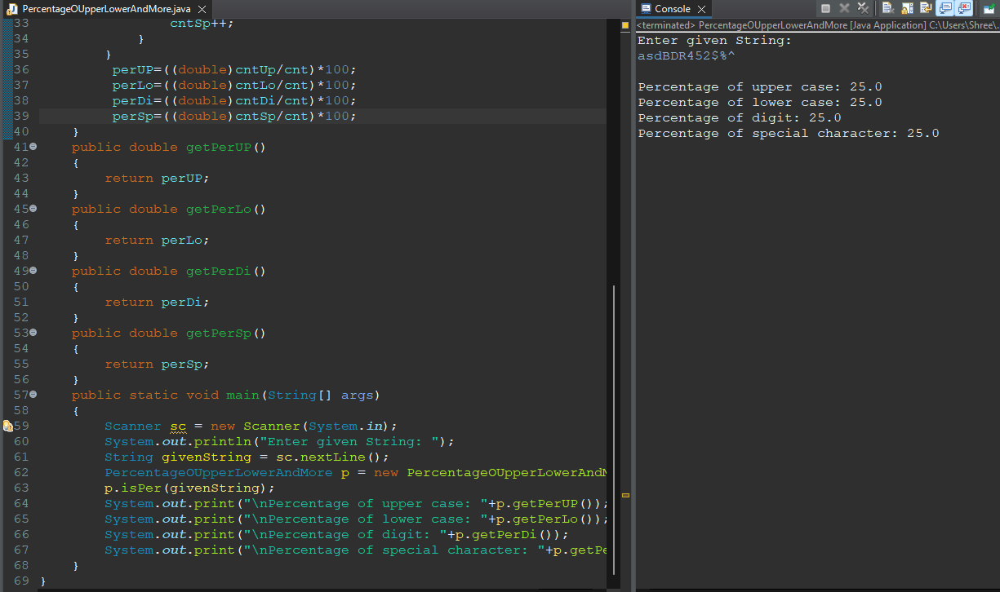 PercentageOUpperLowerAndMore.java
33 cntSp++;
34 }
35 }
36 perUP=((double)cntUp/cnt)*100;
37 perLo=((double)cntLo/cnt)*100;
38 perDi=((double)cntDi/cnt)*100;
39 perSp=((double)cntSp/cnt)*100;
40 }
41 public double getPerUP()
42 {
43 return perUP;
44 }
45 public double getPerLo()
46 {
47 return perLo;
48 }
49 public double getPerDi()
50 {
51 return perDi;
52 }
53 public double getPerSp()
54 {
55 return perSp;
56 }
57 public static void main(String[] args)
58 {
59 Scanner sc = new Scanner(System.in);
60 System.out.println("Enter given String: ");
61 String givenString = sc.nextLine();
62 PercentageOUpperLowerAndMore p = new PercentageOUpperLowerAndM
63 p.isPer(givenString);
64 System.out.print("\nPercentage of upper case: "+p.getPerUP());
65 System.out.print("\nPercentage of lower case: "+p.getPerLo());
66 System.out.print("\nPercentage of digit: "+p.getPerDi());
67 System.out.print("\nPercentage of special character: "+p.getPe
68 }
69 }
Console
<terminated> PercentageOUpperLowerAndMore [Java Application] C:\Users\Shree\.
Enter given String:
asdBDR452$%^
Percentage of upper case: 25.0
Percentage of lower case: 25.0
Percentage of digit: 25.0
Percentage of special character: 25.0